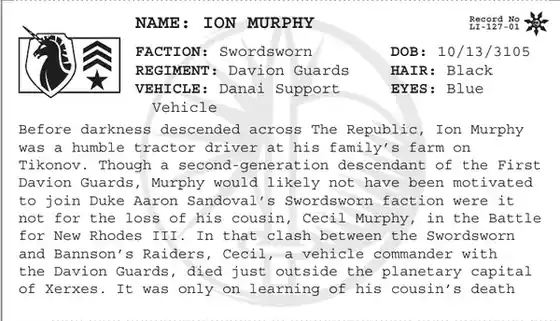 NAME: ION MURPHY
Record No
LI-127-01
FACTION: Swordsworn
DOB: 10/13/3105
REGIMENT: Davion Guards
HAIR: Black
VEHICLE: Danai Support
EYES: Blue
Vehicle
Before darkness descended across The Republic, Ion Murphy
was a humble tractor driver at his family's farm on
Tikonov. Though a second-generation descendant of the First
Davion Guards, Murphy would likely not have been motivated
to join Duke Aaron Sandoval's Swordsworn faction were it
not for the loss of his cousin, Cecil Murphy, in the Battle
for New Rhodes III. In that clash between the Swordsworn
and Bannson's Raiders, Cecil, a vehicle commander with
the Davion Guards, died just outside the planetary capital
of Xerxes. It was only on learning of his cousin's death